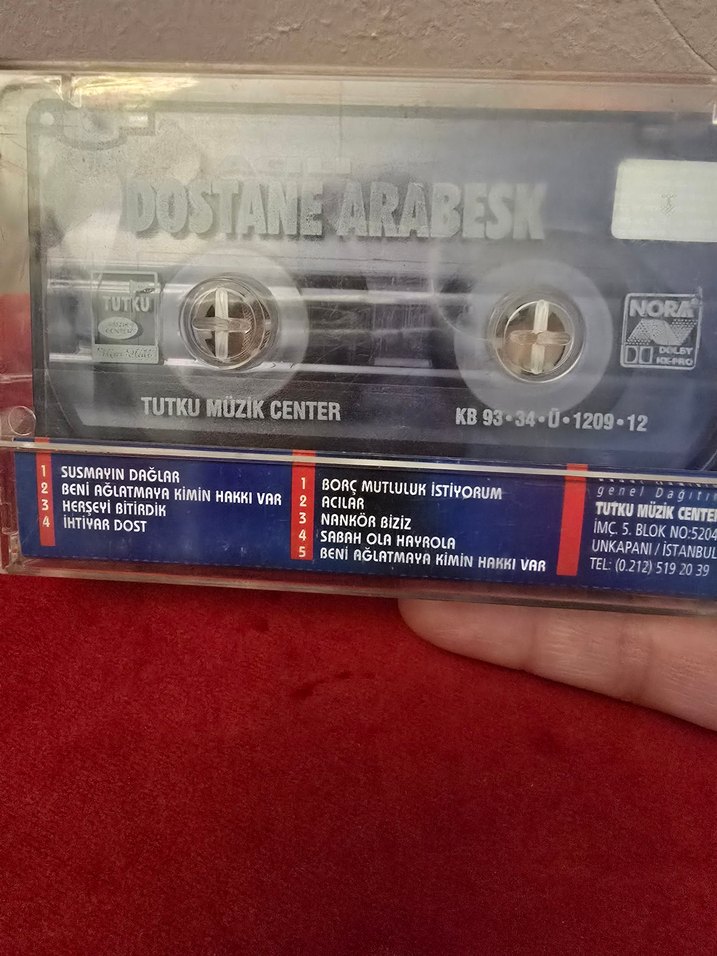 DOSTANE ARABESK
TUTKU
MÜZİK
CENTER
NORA
DOLBY
HX-PRO
TUTKU MÜZİK CENTER
KB 93•34•Ü•1209•12
1 SUSMAYIN DAĞLAR
2 BENİ AĞLATMAYA KİMİN HAKKI VAR
3 HERŞEYİ BİTİRDİK
4 İHTİYAR DOST
1 BORÇ MUTLULUK İSTİYORUM
2 ACILAR
3 NANKÖR BİZİZ
4 SABAH OLA HAYROLA
5 BENİ AĞLATMAYA KİMİN HAKKI VAR
genel Dağıtım
TUTKU MÜZİK CENTER
İMÇ. 5. BLOK NO:5204
UNKAPANI / İSTANBUL
TEL: (0.212) 519 20 39